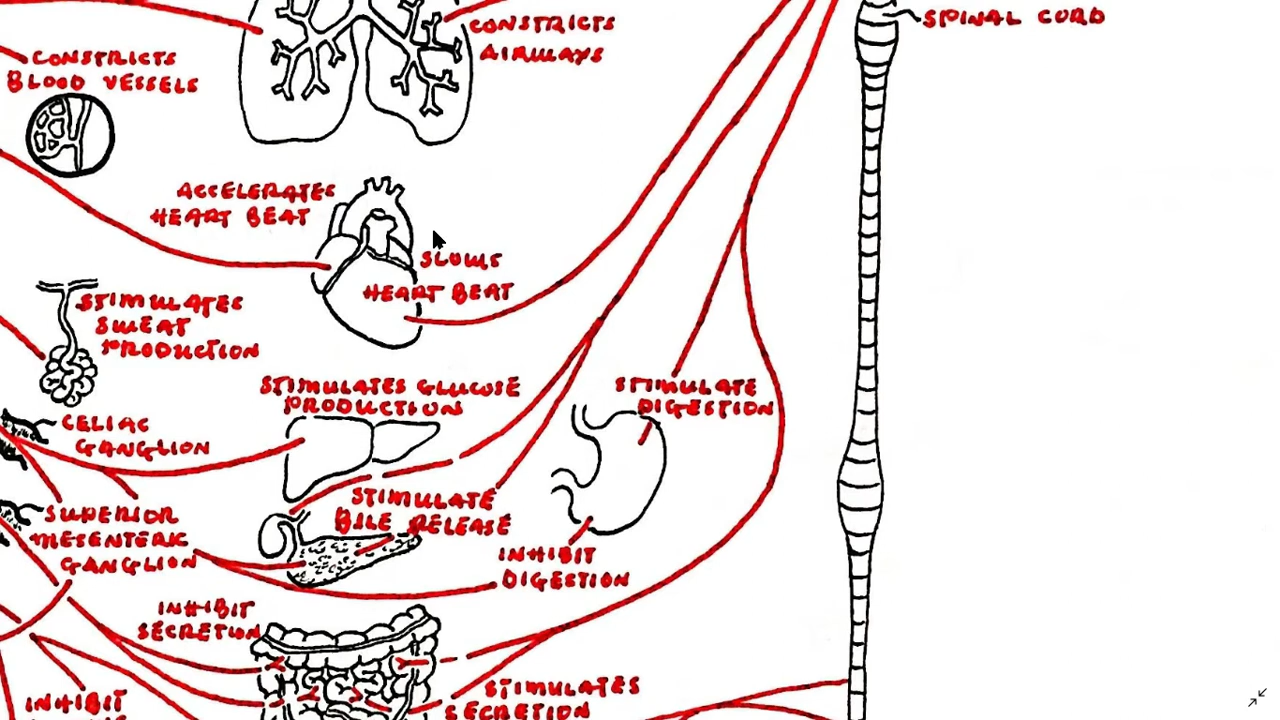 SPINAL CORD
CONSTRICTS
AIRWAYS
CONSTRICTS
BLOOD VESSELS
ACCELERATES
HEART BEAT
SLOWS
HEART BEAT
STIMULATES
SWEAT
PRODUCTION
STIMULATES GLUCOSE
PRODUCTION
STIMULATE
DIGESTION
CELIAC
GANGLION
STIMULATE
BILE RELEASE
SUPERIOR
MESENTERIC
GANGLION
INHIBIT
DIGESTION
INHIBIT
SECRETION
STIMULATES
SECRETION
INHIBIT